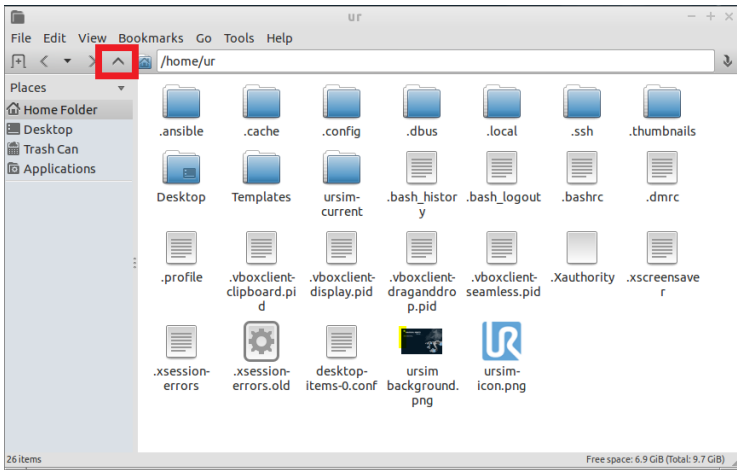 ur
File Edit View Bookmarks Go Tools Help
/home/ur
Places
Home Folder
Desktop
Trash Can
Applications
.ansible .cache .config .dbus .local .ssh .thumbnails
Desktop Templates ursim-
current .bash_histor
y .bash_logout .bashrc .dmrc
.profile .vboxclient-
clipboard.pi
d .vboxclient-
display.pid .vboxclient-
draganddro
p.pid .vboxclient-
seamless.pid .Xauthority .xscreensave
r
.xsession-
errors .xsession-
errors.old desktop-
items-0.conf ursim
background.
png ursim-
icon.png
UR
26 items
Free space: 6.9 GiB (Total: 9.7 GiB)